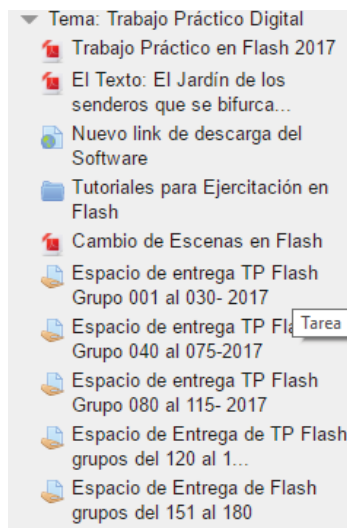 Tema: Trabajo Práctico Digital
Trabajo Práctico en Flash 2017
El Texto: El Jardín de los
senderos que se bifurca...
Nuevo link de descarga del
Software
Tutoriales para Ejercitación en
Flash
Cambio de Escenas en Flash
Espacio de entrega TP Flash
Grupo 001 al 030- 2017
Espacio de entrega TP
Tarea
Grupo 040 al 075-2017
Espacio de entrega TP Flash
Grupo 080 al 115- 2017
Espacio de Entrega de TP Flash
grupos del 120 al 1...
Espacio de Entrega de Flash
grupos del 151 al 180